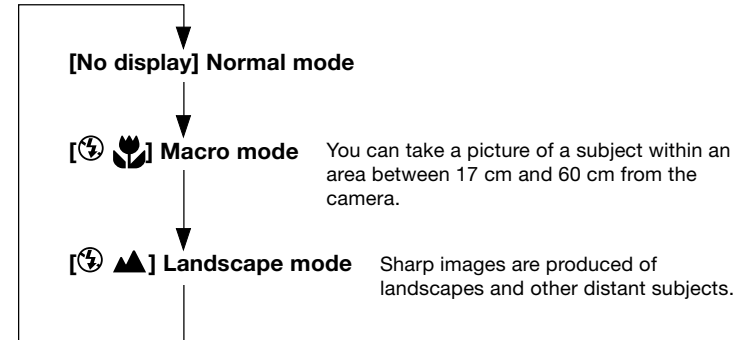 [No display] Normal mode
[ ] Macro mode
You can take a picture of a subject within an
area between 17 cm and 60 cm from the
camera.
[ ] Landscape mode
Sharp images are produced of
landscapes and other distant subjects.